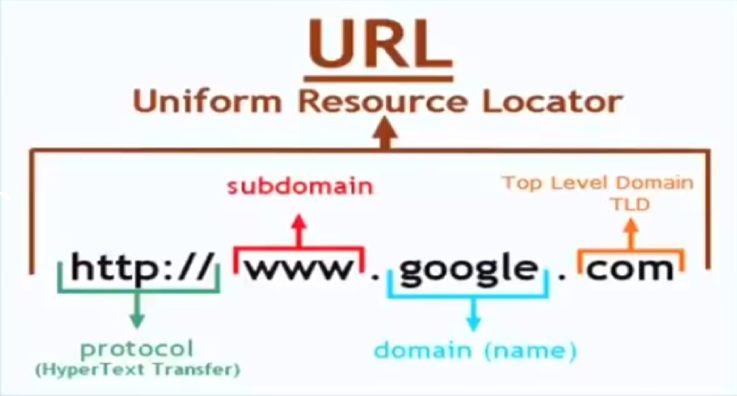 URL
Uniform Resource Locator
subdomain
Top Level Domain
TLD
http:// www . google . com
protocol
(HyperText Transfer)
domain (name)